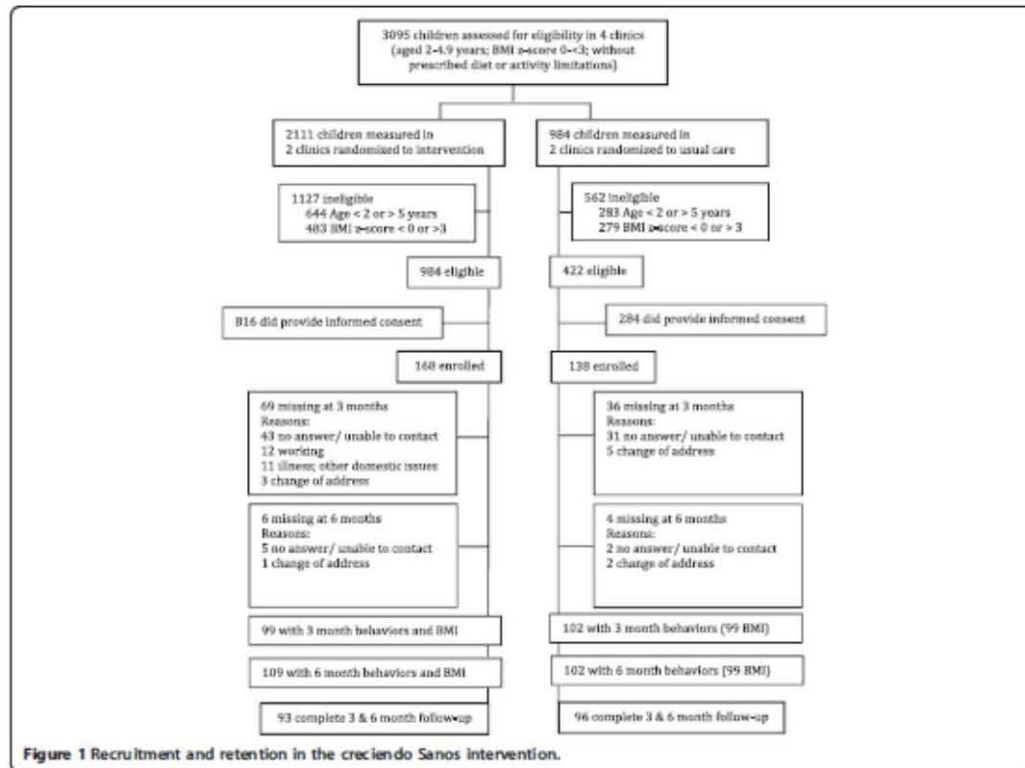 3095 children assessed for eligibility in 4 clinics
(aged 2-4.9 years; BMI z-score 0-<3; without
prescribed diet or activity limitations)
2111 children measured in
2 clinics randomized to intervention
984 children measured in
2 clinics randomized to usual care
1127 ineligible
644 Age < 2 or > 5 years
483 BMI z-score < 0 or >3
562 ineligible
283 Age < 2 or > 5 years
279 BMI z-score < 0 or > 3
984 eligible
422 eligible
816 did provide informed consent
284 did provide informed consent
168 enrolled
138 enrolled
69 missing at 3 months
Reasons:
43 no answer/ unable to contact
12 working
11 illness; other domestic issues
3 change of address
36 missing at 3 months
Reasons:
31 no answer/ unable to contact
5 change of address
6 missing at 6 months
Reasons:
5 no answer/ unable to contact
1 change of address
4 missing at 6 months
Reasons:
2 no answer/ unable to contact
2 change of address
99 with 3 month behaviors and BMI
102 with 3 month behaviors (99 BMI)
109 with 6 month behaviors and BMI
102 with 6 month behaviors (99 BMI)
93 complete 3 & 6 month follow-up
96 complete 3 & 6 month follow-up
Figure 1 Recruitment and retention in the creciendo Sanos intervention.